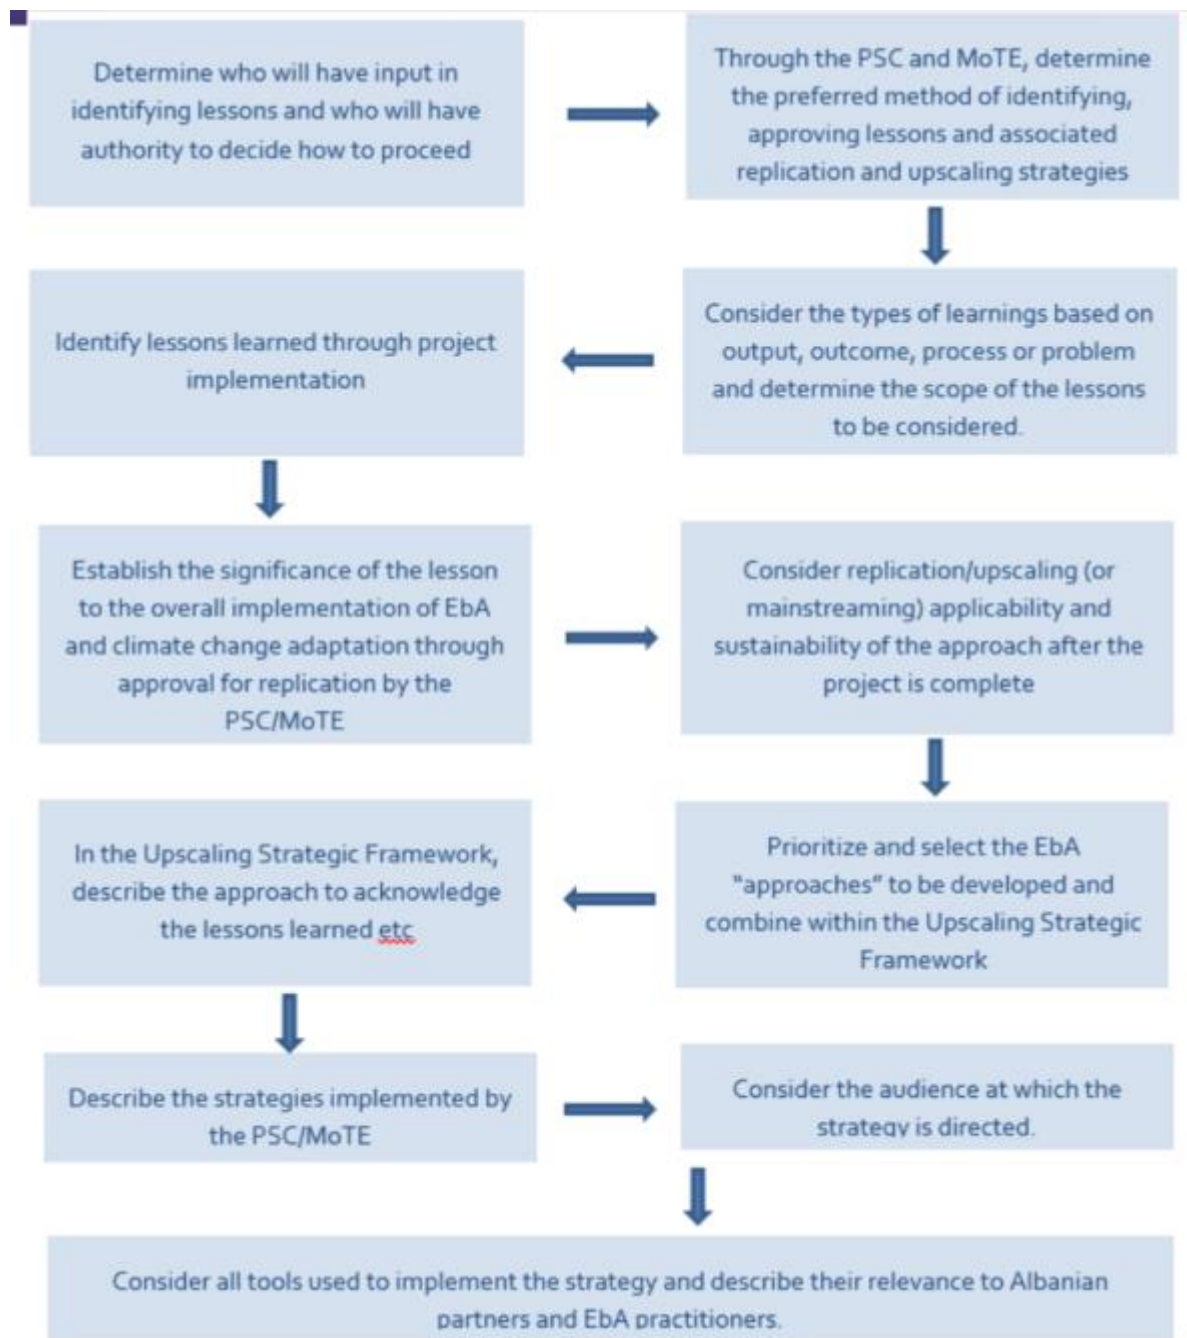 Determine who will have input in
identifying lessons and who will have
authority to decide how to proceed
Through the PSC and MoTE, determine
the preferred method of identifying,
approving lessons and associated
replication and upscaling strategies
Consider the types of learnings based on
output, outcome, process or problem
and determine the scope of the lessons
to be considered.
Identify lessons learned through project
implementation
Establish the significance of the lesson
to the overall implementation of EbA
and climate change adaptation through
approval for replication by the
PSC/MoTE
Consider replication/upscaling (or
mainstreaming) applicability and
sustainability of the approach after the
project is complete
Prioritize and select the EbA
"approaches" to be developed and
combine within the Upscaling Strategic
Framework
In the Upscaling Strategic Framework,
describe the approach to acknowledge
the lessons learned etc
Describe the strategies implemented by
the PSC/MoTE
Consider the audience at which the
strategy is directed.
Consider all tools used to implement the strategy and describe their relevance to Albanian
partners and EbA practitioners.